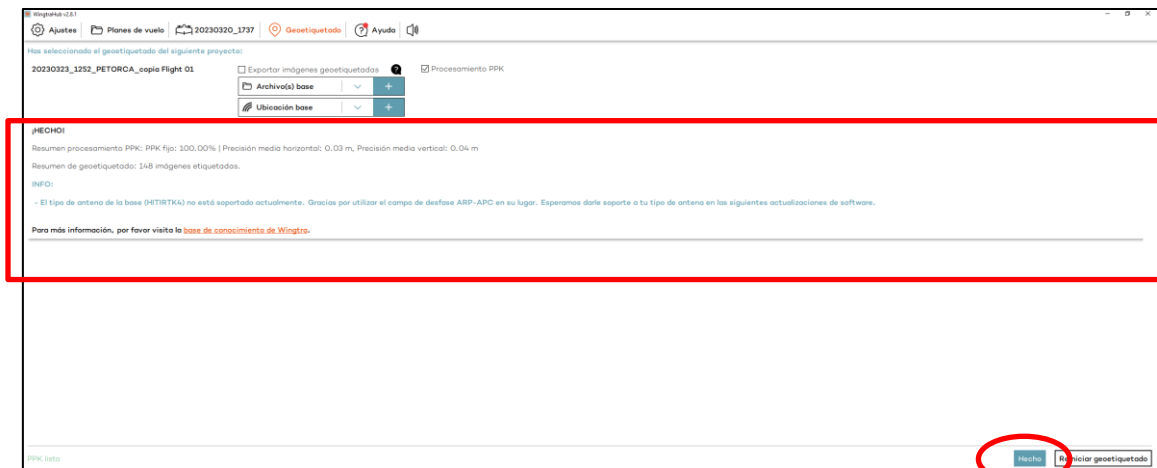 WingtraHub v2.8.1
Ajustes Planes de vuelo 20230320_1737 Geoetiquetado Ayuda
Has seleccionado el geoetiquetado del siguiente proyecto:
20230323_1252_PETORCA_copia Flight 01 Exportar imágenes geoetiquetadas ? Procesamiento PPK
Archivo(s) base +
Ubicación base +
¡HECHO!
Resumen procesamiento PPK: PPK fijo: 100.00% | Precisión media horizontal: 0.03 m, Precisión media vertical: 0.04 m
Resumen de geoetiquetado: 148 imágenes etiquetadas.
INFO:
- El tipo de antena de la base (HITIRTK4) no está soportado actualmente. Gracias por utilizar el campo de desfase ARP-APC en su lugar. Esperamos darle soporte a tu tipo de antena en las siguientes actualizaciones de software.
Para más información, por favor visita la base de conocimiento de Wingtra.
PPK listo Hecho Reiniciar geoetiquetado